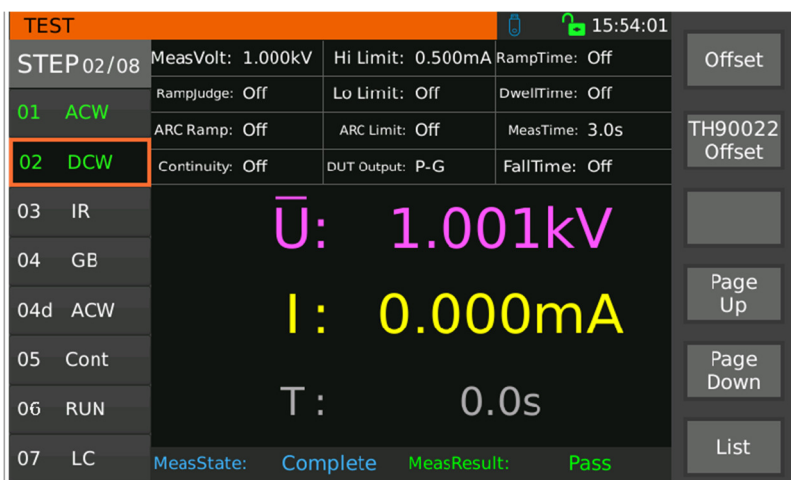 TEST
15:54:01
STEP 02/08
MeasVolt: 1.000kV Hi Limit: 0.500mA RampTime: Off
RampJudge: Off Lo Limit: Off DwellTime: Off
ARC Ramp: Off ARC Limit: Off MeasTime: 3.0s
Continuity: Off DUT Output: P-G FallTime: Off
01 ACW
02 DCW
03 IR
04 GB
04d ACW
05 Cont
06 RUN
07 LC
U: 1.001kV
I: 0.000mA
T: 0.0s
MeasState: Complete MeasResult: Pass
Offset
TH90022
Offset
Page
Up
Page
Down
List